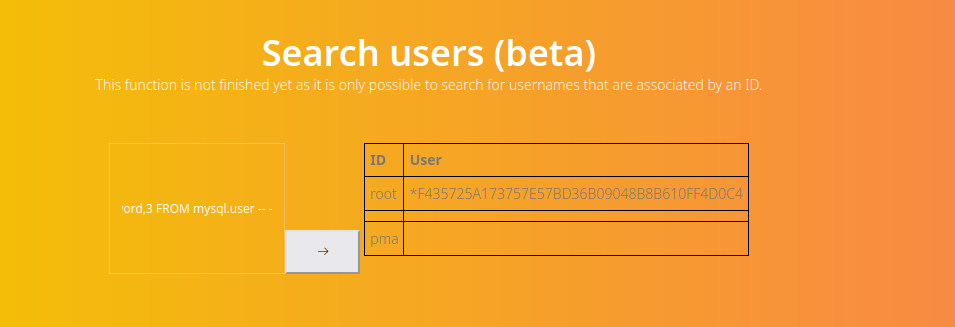 Search users (beta)
This function is not finished yet as it is only possible to search for usernames that are associated by an ID.
ID User
root *F435725A173757E57BD36B09048B8B610FF4D0C4
ord,3 FROM mysql.user -- -
pma
→